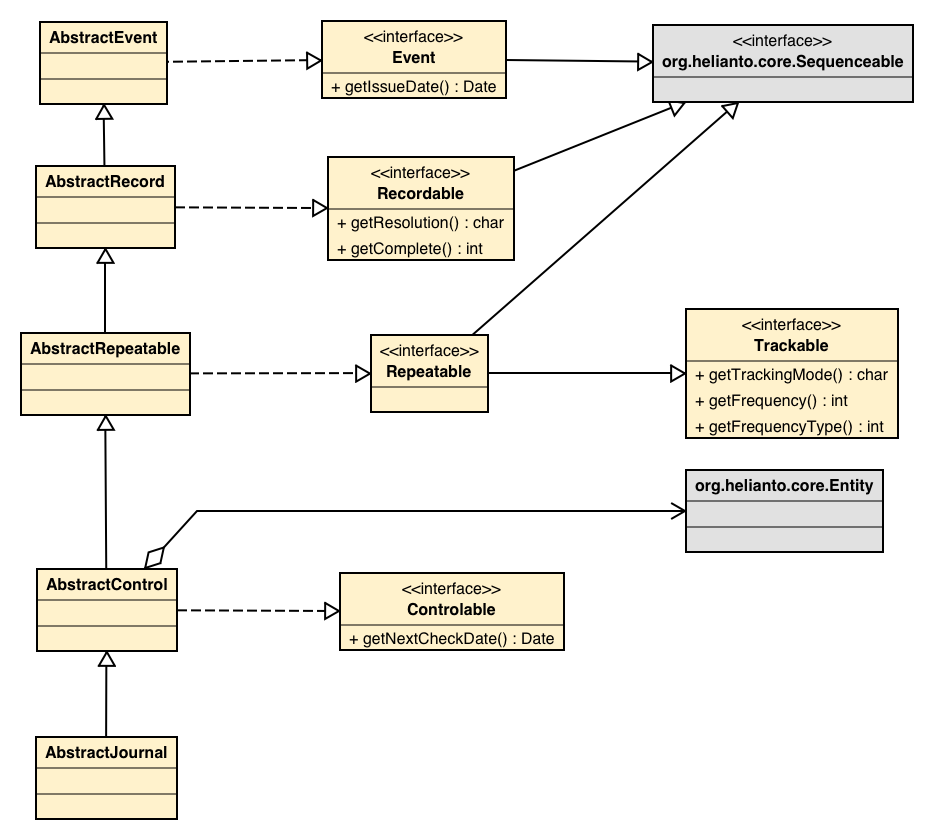 AbstractEvent
<<interface>>
Event
+ getIssueDate() : Date
<<interface>>
org.helianto.core.Sequenceable
AbstractRecord
<<interface>>
Recordable
+ getResolution() : char
+ getComplete() : int
AbstractRepeatable
<<interface>>
Repeatable
<<interface>>
Trackable
+ getTrackingMode() : char
+ getFrequency() : int
+ getFrequencyType() : int
org.helianto.core.Entity
AbstractControl
<<interface>>
Controlable
+ getNextCheckDate() : Date
AbstractJournal